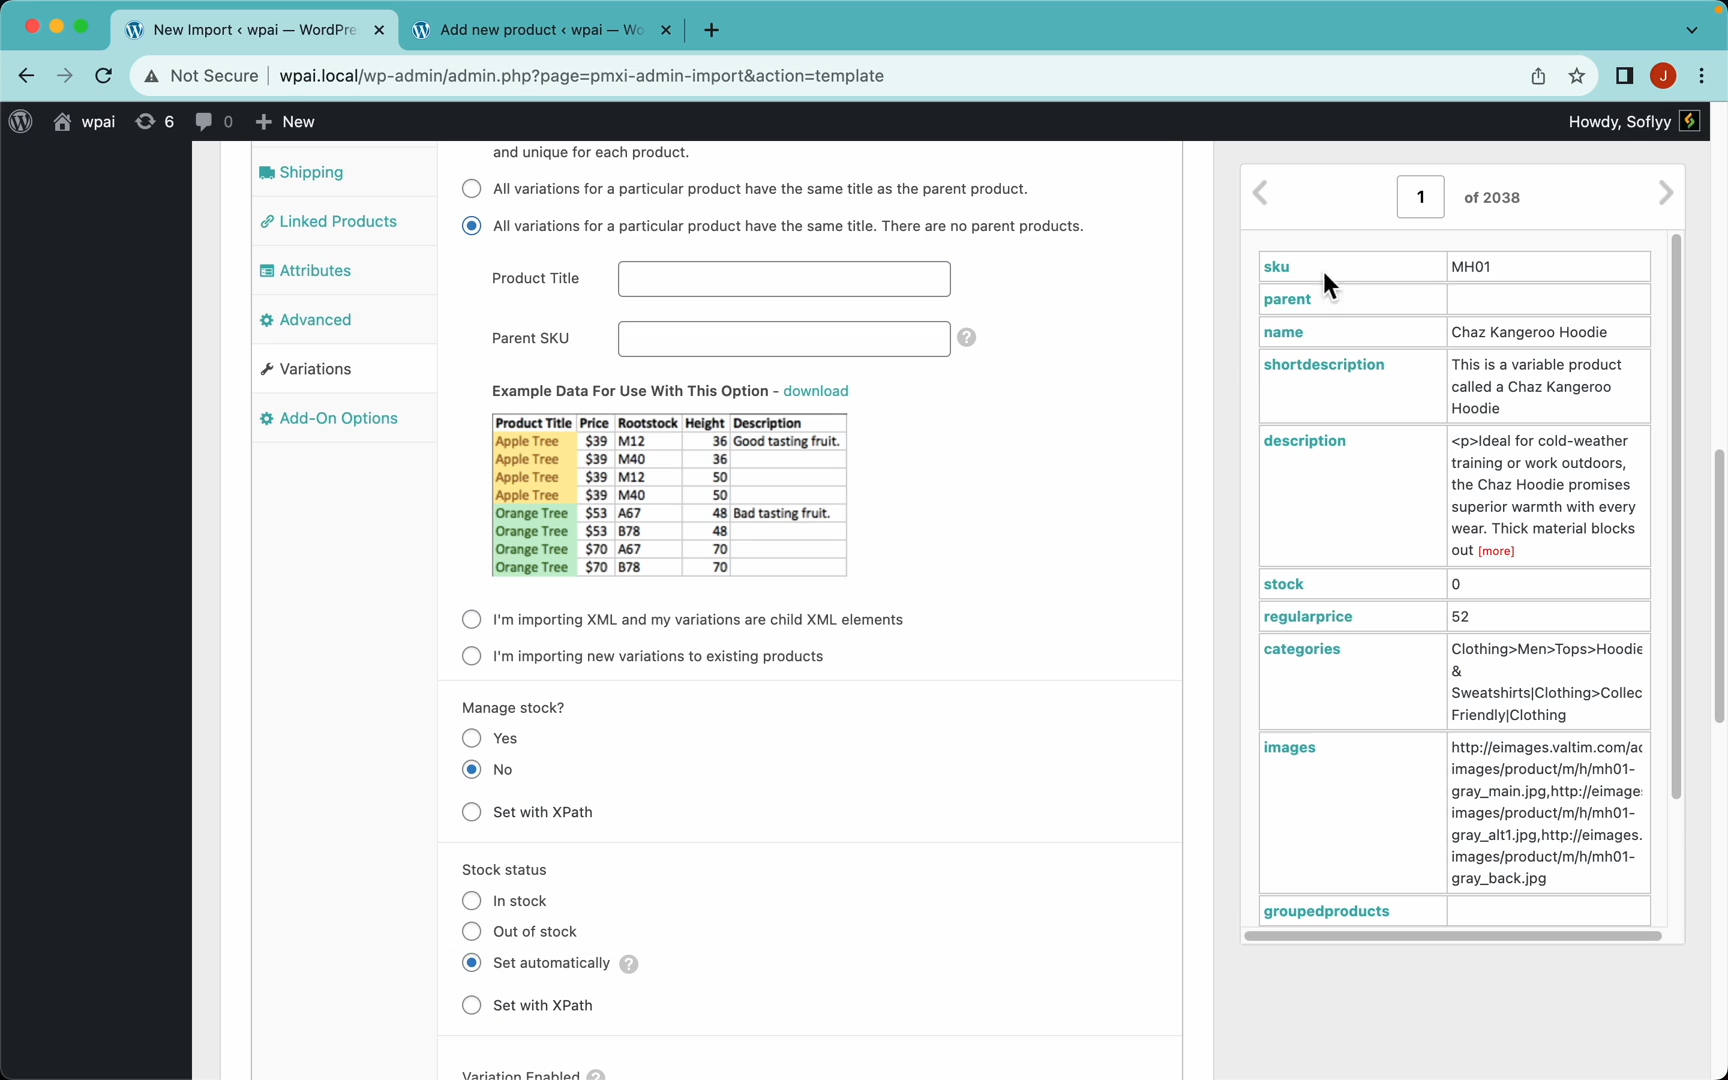 New Import ‹ wpai — WordPre
Add new product ‹ wpai — Wo
Not Secure
wpai.local/wp-admin/admin.php?page=pmxi-admin-import&action=template
J
wpai
6
0
New
Howdy, Soflyy
Shipping
Linked Products
Attributes
Advanced
Variations
Add-On Options
and unique for each product.
All variations for a particular product have the same title as the parent product.
All variations for a particular product have the same title. There are no parent products.
Product Title
Parent SKU
?
Example Data For Use With This Option - download
Product Title Price Rootstock Height Description
Apple Tree $39 M12 36 Good tasting fruit.
Apple Tree $39 M40 36
Apple Tree $39 M12 50
Apple Tree $39 M40 50
Orange Tree $53 A67 48 Bad tasting fruit.
Orange Tree $53 B78 48
Orange Tree $70 A67 70
Orange Tree $70 B78 70
I'm importing XML and my variations are child XML elements
I'm importing new variations to existing products
Manage stock?
Yes
No
Set with XPath
Stock status
In stock
Out of stock
Set automatically ?
Set with XPath
Variation Enabled ?
1 of 2038
sku MH01
parent
name Chaz Kangeroo Hoodie
shortdescription This is a variable product
called a Chaz Kangeroo
Hoodie
description <p>Ideal for cold-weather
training or work outdoors,
the Chaz Hoodie promises
superior warmth with every
wear. Thick material blocks
out [more]
stock 0
regularprice 52
categories Clothing>Men>Tops>Hoodie
&
Sweatshirts|Clothing>Collec
Friendly|Clothing
images http://eimages.valtim.com/ac
images/product/m/h/mh01-
gray_main.jpg,http://eimages
images/product/m/h/mh01-
gray_alt1.jpg,http://eimages.
images/product/m/h/mh01-
gray_back.jpg
groupedproducts